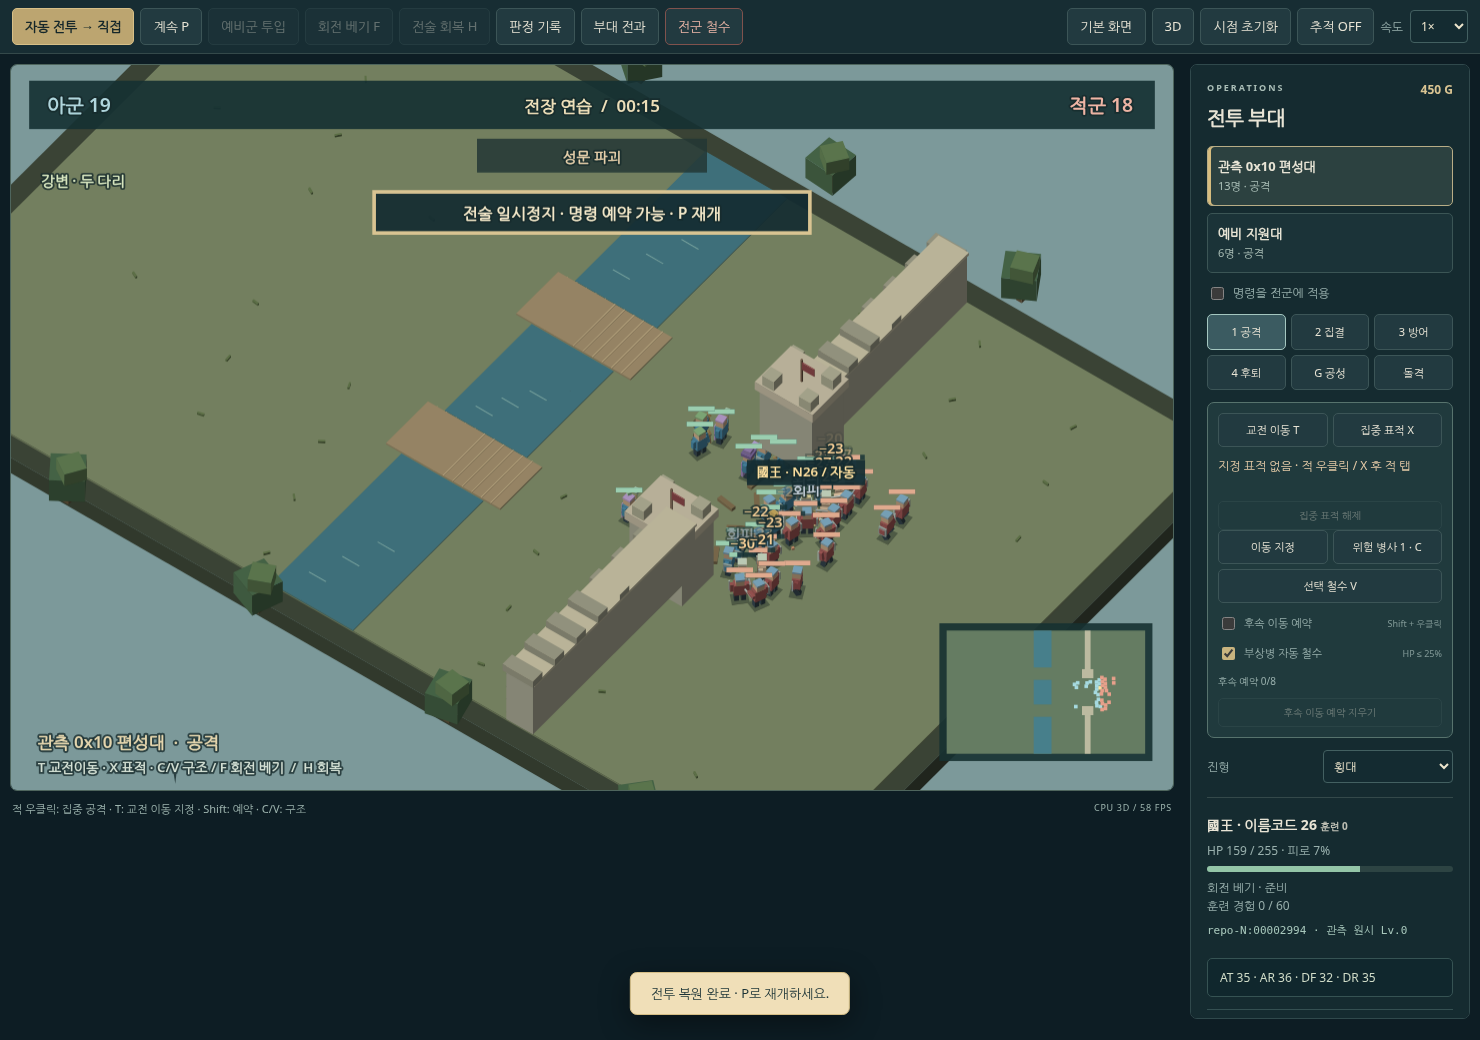 자동 전투 → 직접
계속 P
예비군 투입
회전 베기 F
전술 회복 H
판정 기록
부대 전과
전군 철수
기본 화면
3D
시점 초기화
추적 OFF
속도
1×
아군 19
전장 연습 / 00:15
적군 18
성문 파괴
강변 · 두 다리
전술 일시정지 · 명령 예약 가능 · P 재개
-23
國王 · N26 / 자동
회피
-22
-23
-30
-21
관측 0x10 편성대 · 공격
T 교전이동 · X 표적 · C/V 구조 / F 회전 베기 / H 회복
적 우클릭: 집중 공격 · T: 교전 이동 지정 · Shift: 예약 · C/V: 구조
CPU 3D / 58 FPS
전투 복원 완료 · P로 재개하세요.
OPERATIONS
450 G
전투 부대
관측 0x10 편성대
13명 · 공격
예비 지원대
6명 · 공격
명령을 전군에 적용
1 공격
2 집결
3 방어
4 후퇴
G 공성
돌격
교전 이동 T
집중 표적 X
지정 표적 없음 · 적 우클릭 / X 후 적 탭
집중 표적 해제
이동 지정
위험 병사 1 · C
선택 철수 V
후속 이동 예약
Shift + 우클릭
부상병 자동 철수
HP ≤ 25%
후속 예약 0/8
후속 이동 예약 지우기
진형
횡대
國王 · 이름코드 26 훈련 0
HP 159 / 255 · 피로 7%
회전 베기 · 준비
훈련 경험 0 / 60
repo-N:00002994 · 관측 원시 Lv.0
AT 35 · AR 36 · DF 32 · DR 35